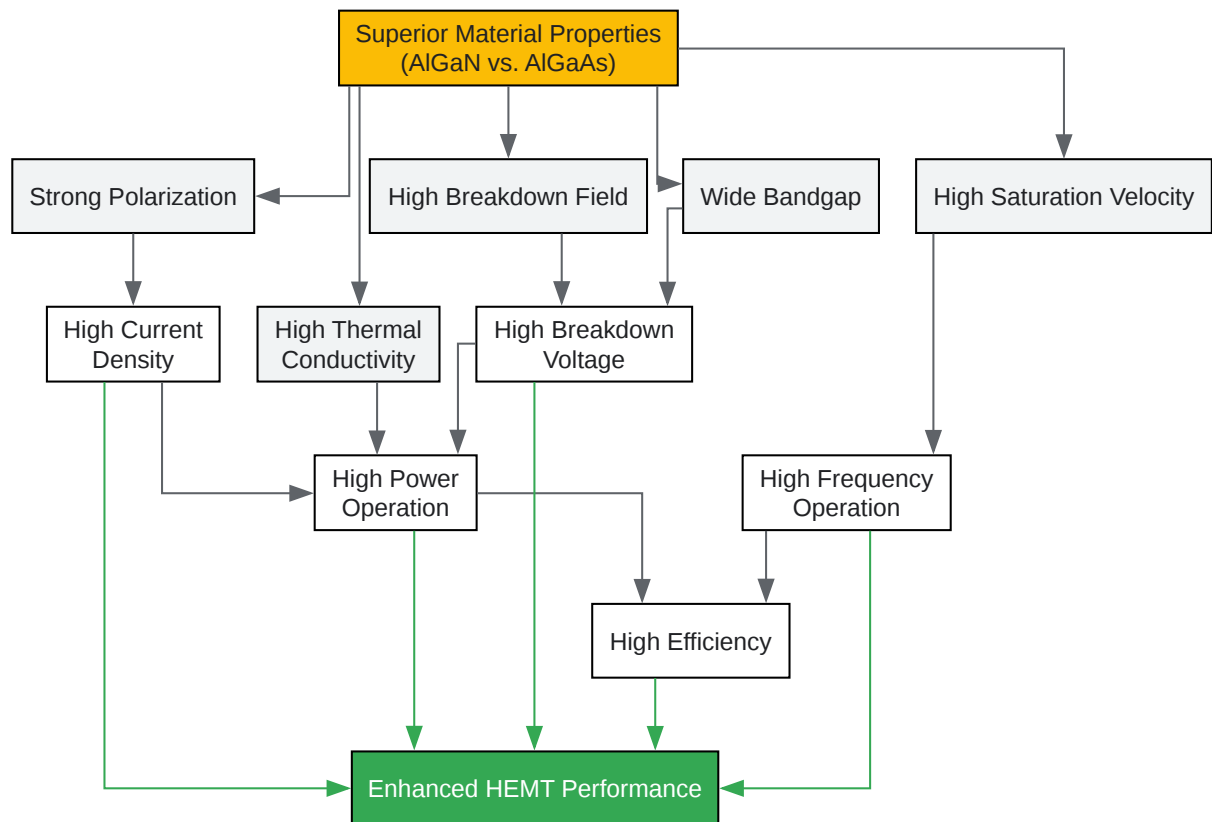 Superior Material Properties
(AlGaN vs. AlGaAs)
Strong Polarization
High Breakdown Field
Wide Bandgap
High Saturation Velocity
High Current
Density
High Thermal
Conductivity
High Breakdown
Voltage
High Power
Operation
High Frequency
Operation
High Efficiency
Enhanced HEMT Performance